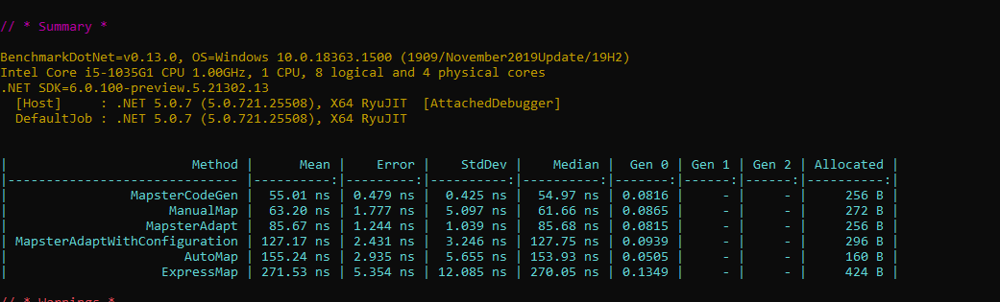 // * Summary *
BenchmarkDotNet=v0.13.0, OS=Windows 10.0.18363.1500 (1909/November2019Update/19H2)
Intel Core i5-1035G1 CPU 1.00GHz, 1 CPU, 8 logical and 4 physical cores
.NET SDK=6.0.100-preview.5.21302.13
  [Host]     : .NET 5.0.7 (5.0.721.25508), X64 RyuJIT  [AttachedDebugger]
  DefaultJob : .NET 5.0.7 (5.0.721.25508), X64 RyuJIT
|                       Method |      Mean |    Error |    StdDev |    Median |  Gen 0 | Gen 1 | Gen 2 | Allocated |
|----------------------------- |----------:|---------:|----------:|----------:|-------:|------:|------:|----------:|
|               MapsterCodeGen |  55.01 ns | 0.479 ns |  0.425 ns |  54.97 ns | 0.0816 |     - |     - |     256 B |
|                    ManualMap |  63.20 ns | 1.777 ns |  5.097 ns |  61.66 ns | 0.0865 |     - |     - |     272 B |
|                 MapsterAdapt |  85.67 ns | 1.244 ns |  1.039 ns |  85.68 ns | 0.0815 |     - |     - |     256 B |
| MapsterAdaptWithConfiguration | 127.17 ns | 2.431 ns |  3.246 ns | 127.75 ns | 0.0939 |     - |     - |     296 B |
|                      AutoMap | 155.24 ns | 2.935 ns |  5.655 ns | 153.93 ns | 0.0505 |     - |     - |     160 B |
|                   ExpressMap | 271.53 ns | 5.354 ns | 12.085 ns | 270.05 ns | 0.1349 |     - |     - |     424 B |
// * Warnings *